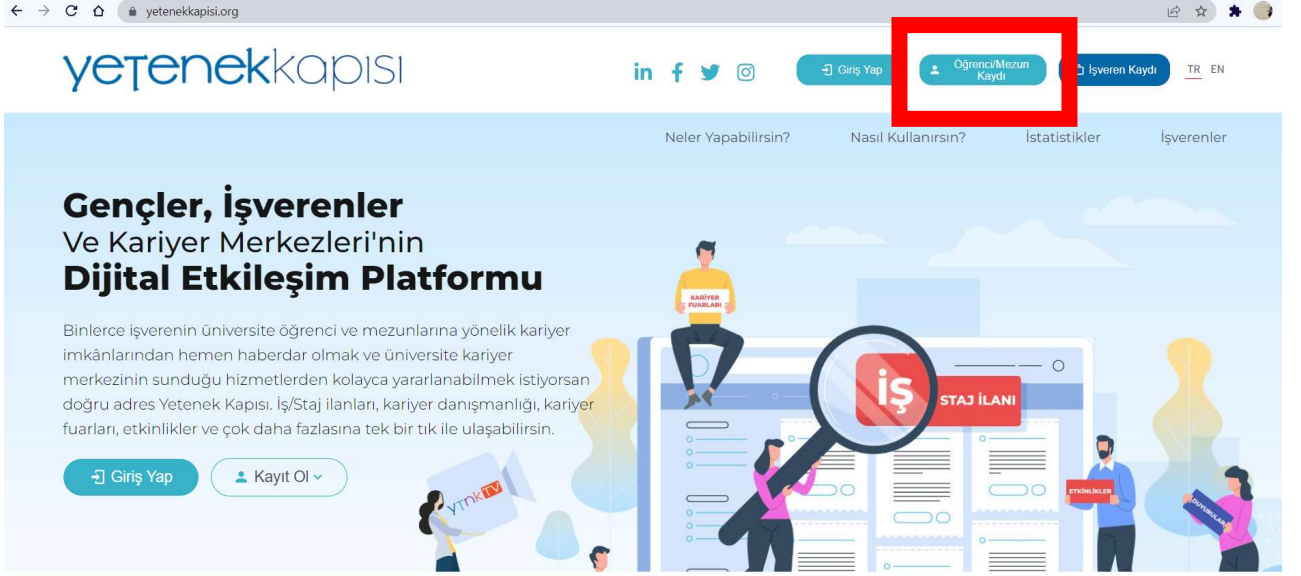 yetenekkapisi.org
yeTenekkapısı
in f
Giriş Yap
Öğrenci/Mezun
Kaydı
İşveren Kaydı
TR EN
Neler Yapabilirsin?
Nasıl Kullanırsın?
İstatistikler
İşverenler
Gençler, İşverenler
Ve Kariyer Merkezleri'nin
Dijital Etkileşim Platformu
Binlerce işverenin üniversite öğrenci ve mezunlarına yönelik kariyer
imkânlarından hemen haberdar olmak ve üniversite kariyer
merkezinin sunduğu hizmetlerden kolayca yararlanabilmek istiyorsan
doğru adres Yetenek Kapısı. İş/Staj ilanları, kariyer danışmanlığı, kariyer
fuarları, etkinlikler ve çok daha fazlasına tek bir tık ile ulaşabilirsin.
Giriş Yap
Kayıt Ol
KARİYER
FUARLARI
İŞ
STAJ İLANI
YTnkTV
ETKİNLİKLER
DUYURULAR